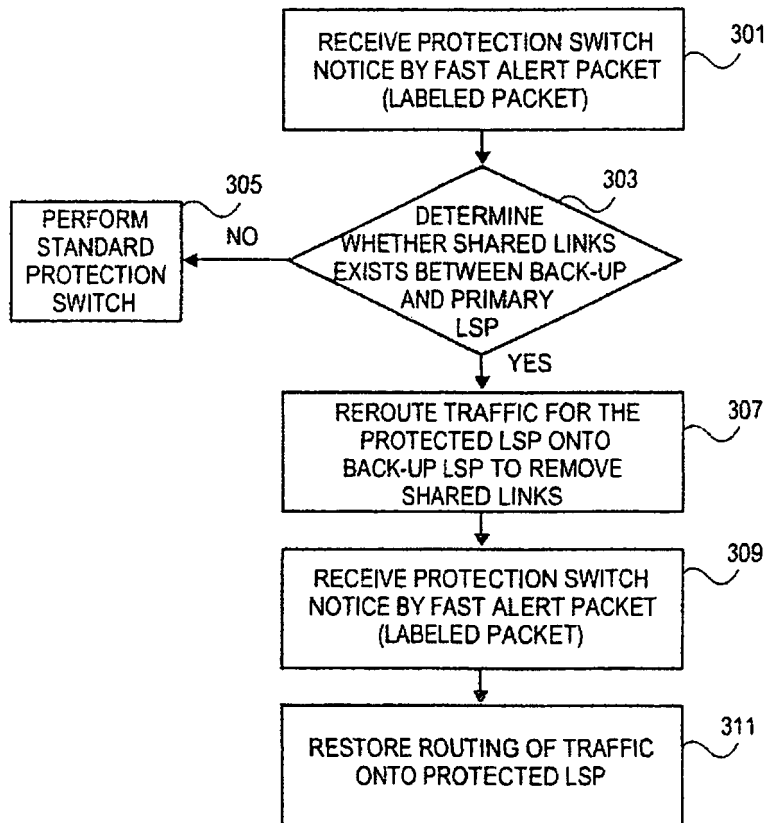 RECEIVE PROTECTION SWITCH
NOTICE BY FAST ALERT PACKET
(LABELED PACKET)
301
303
DETERMINE
WHETHER SHARED LINKS
EXISTS BETWEEN BACK-UP
AND PRIMARY
LSP
305
NO
PERFORM
STANDARD
PROTECTION
SWITCH
YES
REROUTE TRAFFIC FOR THE
PROTECTED LSP ONTO
BACK-UP LSP TO REMOVE
SHARED LINKS
307
RECEIVE PROTECTION SWITCH
NOTICE BY FAST ALERT PACKET
(LABELED PACKET)
309
RESTORE ROUTING OF TRAFFIC
ONTO PROTECTED LSP
311